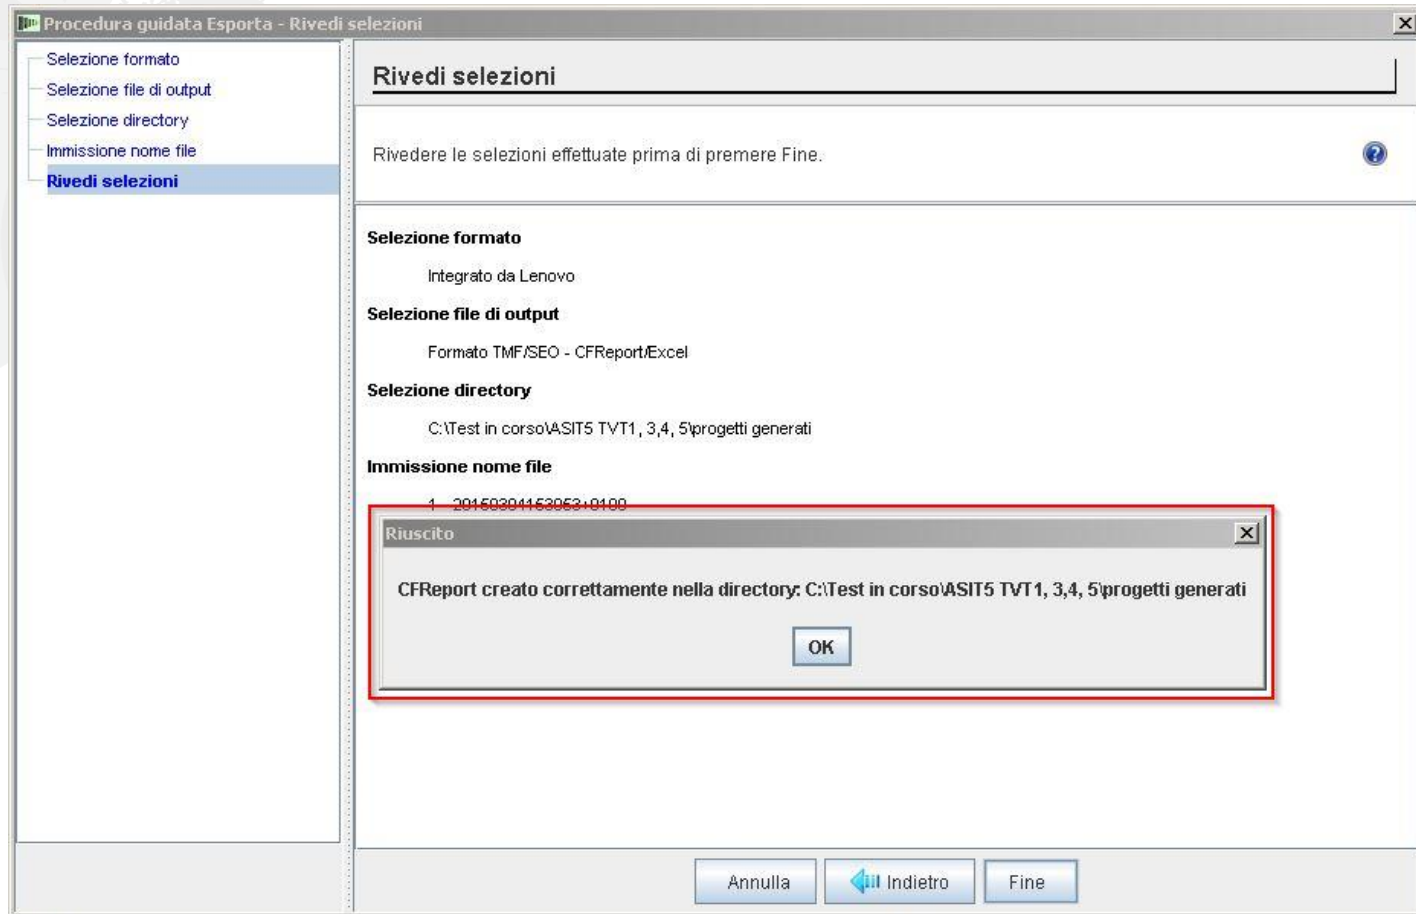 Procedura guidata Esporta - Rivedi selezioni
Selezione formato
Selezione file di output
Selezione directory
Immissione nome file
Rivedi selezioni
Rivedi selezioni
Rivedere le selezioni effettuate prima di premere Fine.
Selezione formato
Integrato da Lenovo
Selezione file di output
Formato TMF/SEO - CFReport/Excel
Selezione directory
C:\Test in corso\ASIT5 TVT1, 3,4, 5\progetti generati
Immissione nome file
Riuscito
CFReport creato correttamente nella directory: C:\Test in corso\ASIT5 TVT1, 3,4, 5\progetti generati
OK
Annulla
Indietro
Fine